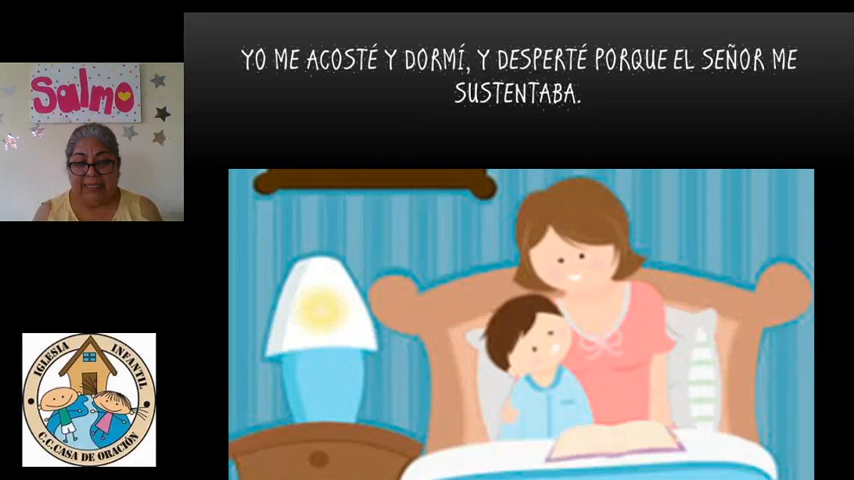 YO ME ACOSTÉ Y DORMÍ, Y DESPERTÉ PORQUE EL SEÑOR ME
SUSTENTABA.
Salmo
IGLESIA INFANTIL
C.C.CASA DE ORACIÓN